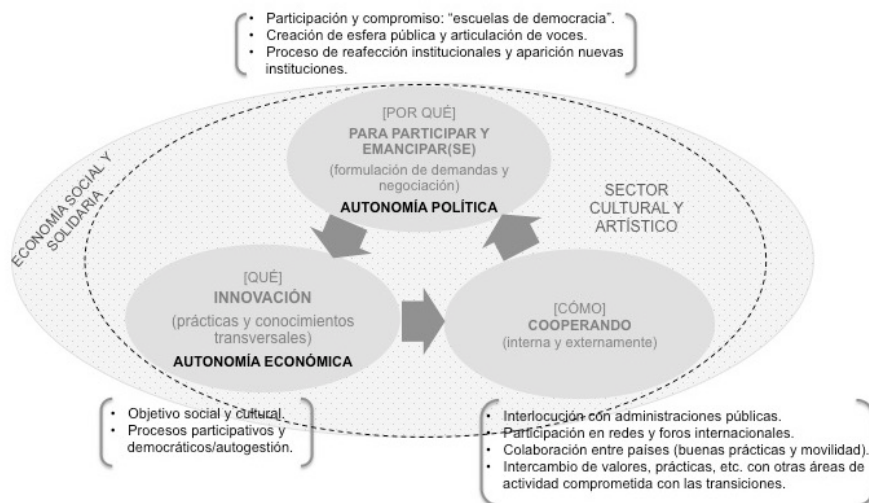 • Participación y compromiso: “escuelas de democracia”.
• Creación de esfera pública y articulación de voces.
• Proceso de reafección institucionales y aparición nuevas
instituciones.
[POR QUÉ]
PARA PARTICIPAR Y
EMANCIPAR(SE)
(formulación de demandas y
negociación)
AUTONOMÍA POLÍTICA
ECONOMÍA SOCIAL Y
SOLIDARIA
SECTOR
CULTURAL Y
ARTÍSTICO
[QUÉ]
INNOVACIÓN
(prácticas y conocimientos
transversales)
AUTONOMÍA ECONÓMICA
[CÓMO]
COOPERANDO
(interna y externamente)
• Objetivo social y cultural.
• Procesos participativos y
democráticos/autogestión.
• Interlocución con administraciones públicas.
• Participación en redes y foros internacionales.
• Colaboración entre países (buenas prácticas y movilidad).
• Intercambio de valores, prácticas, etc. con otras áreas de
actividad comprometida con las transiciones.